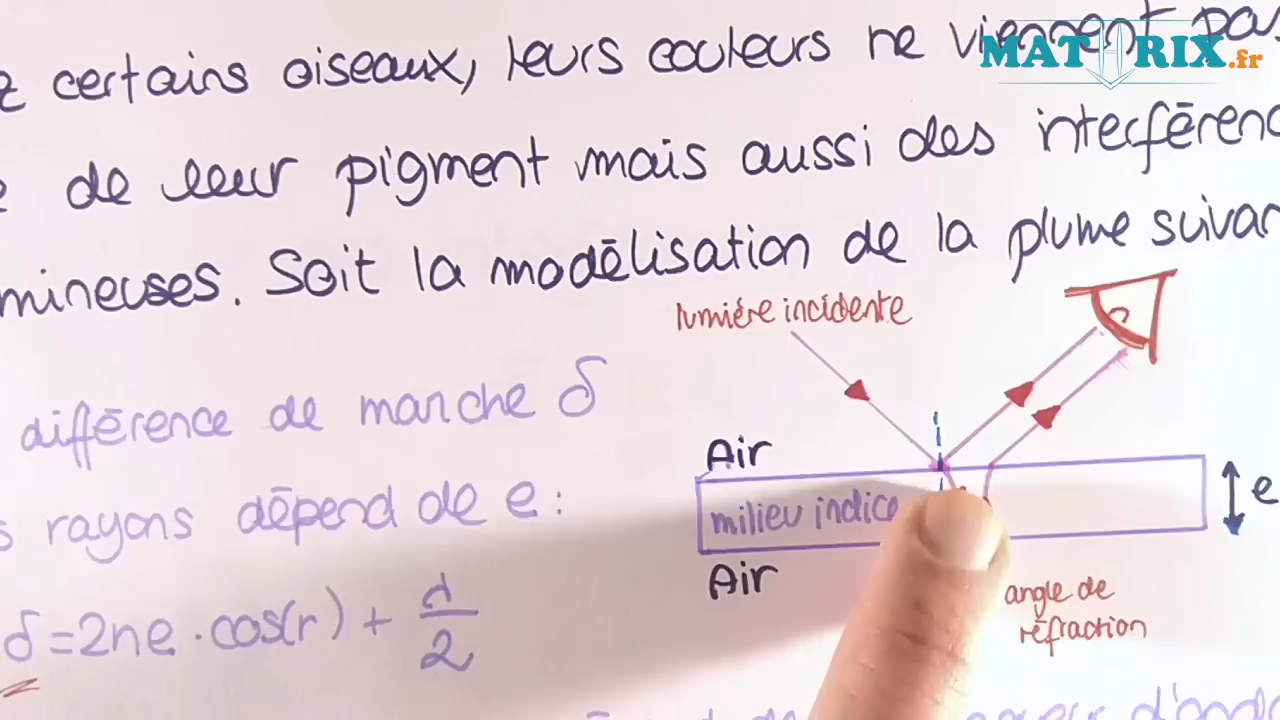 certains oiseaux, leurs couleurs ne viennent pas
MATHRIX.fr
de leur pigment mais aussi des interférenc
mineuses. Soit la modélisation de la plume suivan
lumière incidente
différence de marche δ
Air
rayons dépend de e:
milieu indice
e
Air
δ = 2ne . cos(r) + λ/2
angle de
réfraction